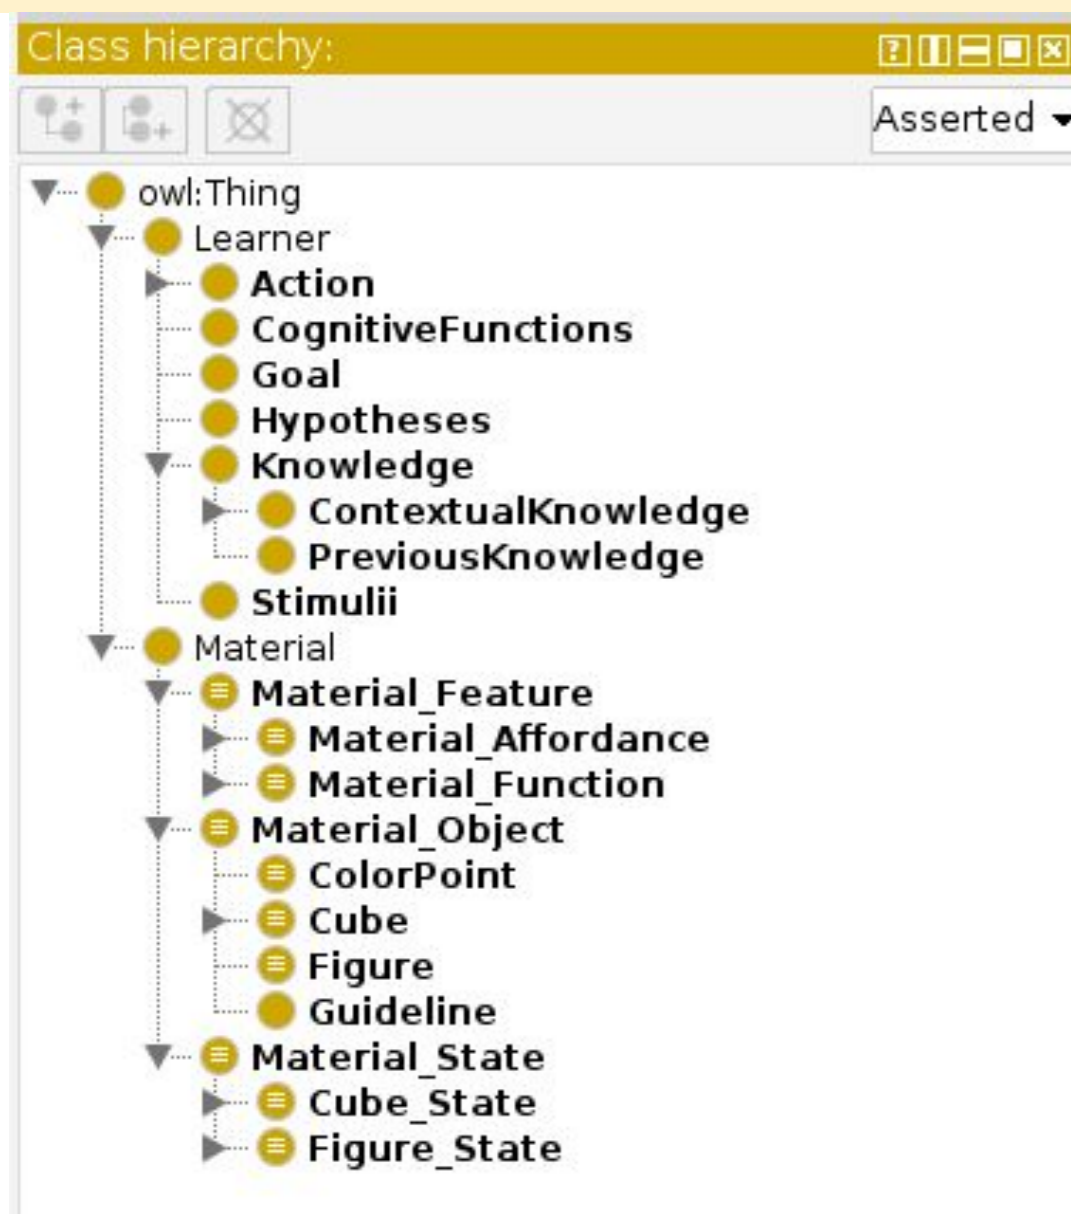 Class hierarchy:
Asserted
owl:Thing
Learner
Action
CognitiveFunctions
Goal
Hypotheses
Knowledge
ContextualKnowledge
PreviousKnowledge
Stimulii
Material
Material_Feature
Material_Affordance
Material_Function
Material_Object
ColorPoint
Cube
Figure
Guideline
Material_State
Cube_State
Figure_State